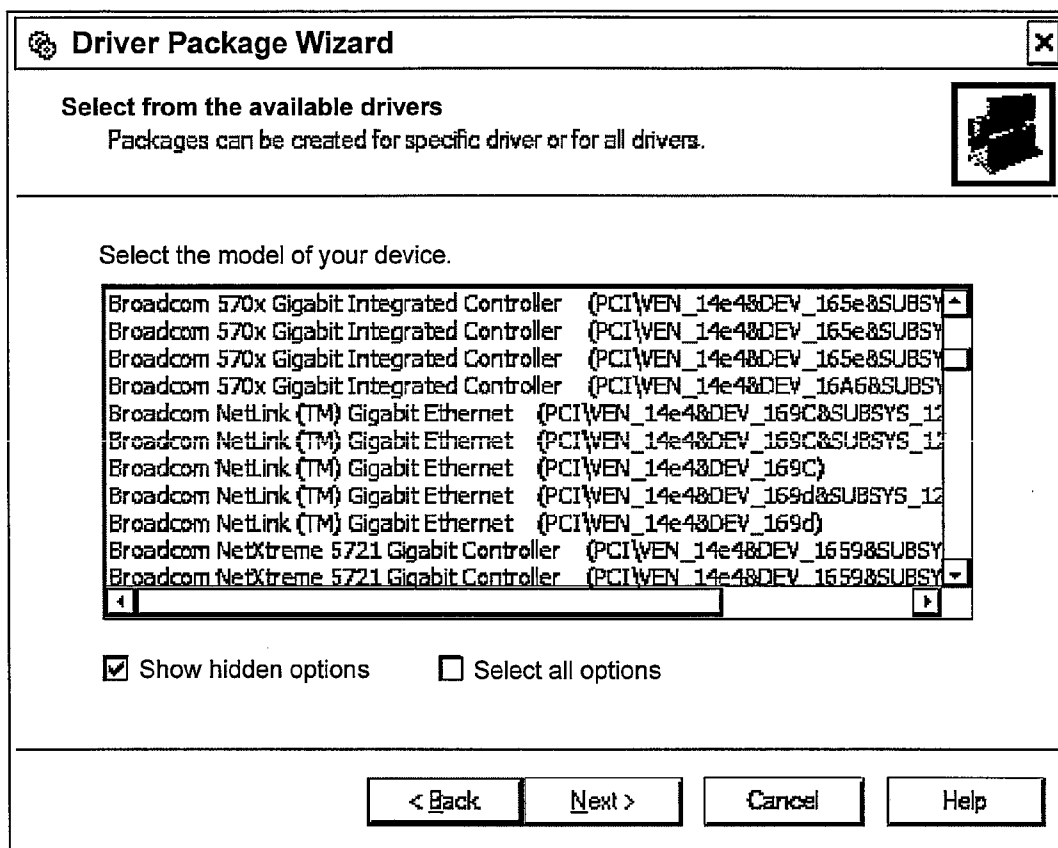 Driver Package Wizard
Select from the available drivers
Packages can be created for specific driver or for all drivers.
Select the model of your device.
Broadcom 570x Gigabit Integrated Controller (PCI\VEN_14e4&DEV_165e&SUBSY
Broadcom 570x Gigabit Integrated Controller (PCI\VEN_14e4&DEV_165e&SUBSY
Broadcom 570x Gigabit Integrated Controller (PCI\VEN_14e4&DEV_165e&SUBSY
Broadcom 570x Gigabit Integrated Controller (PCI\VEN_14e4&DEV_16A6&SUBSY
Broadcom NetLink (TM) Gigabit Ethernet (PCI\VEN_14e4&DEV_169C&SUBSYS_12
Broadcom NetLink (TM) Gigabit Ethernet (PCI\VEN_14e4&DEV_169C&SUBSYS_12
Broadcom NetLink (TM) Gigabit Ethernet (PCI\VEN_14e4&DEV_169C)
Broadcom NetLink (TM) Gigabit Ethernet (PCI\VEN_14e4&DEV_169d&SUBSYS_12
Broadcom NetLink (TM) Gigabit Ethernet (PCI\VEN_14e4&DEV_169d)
Broadcom NetXtreme 5721 Gigabit Controller (PCI\VEN_14e4&DEV_1659&SUBSY
Broadcom NetXtreme 5721 Gigabit Controller (PCI\VEN_14e4&DEV_1659&SUBSY
Show hidden options Select all options
< Back Next > Cancel Help